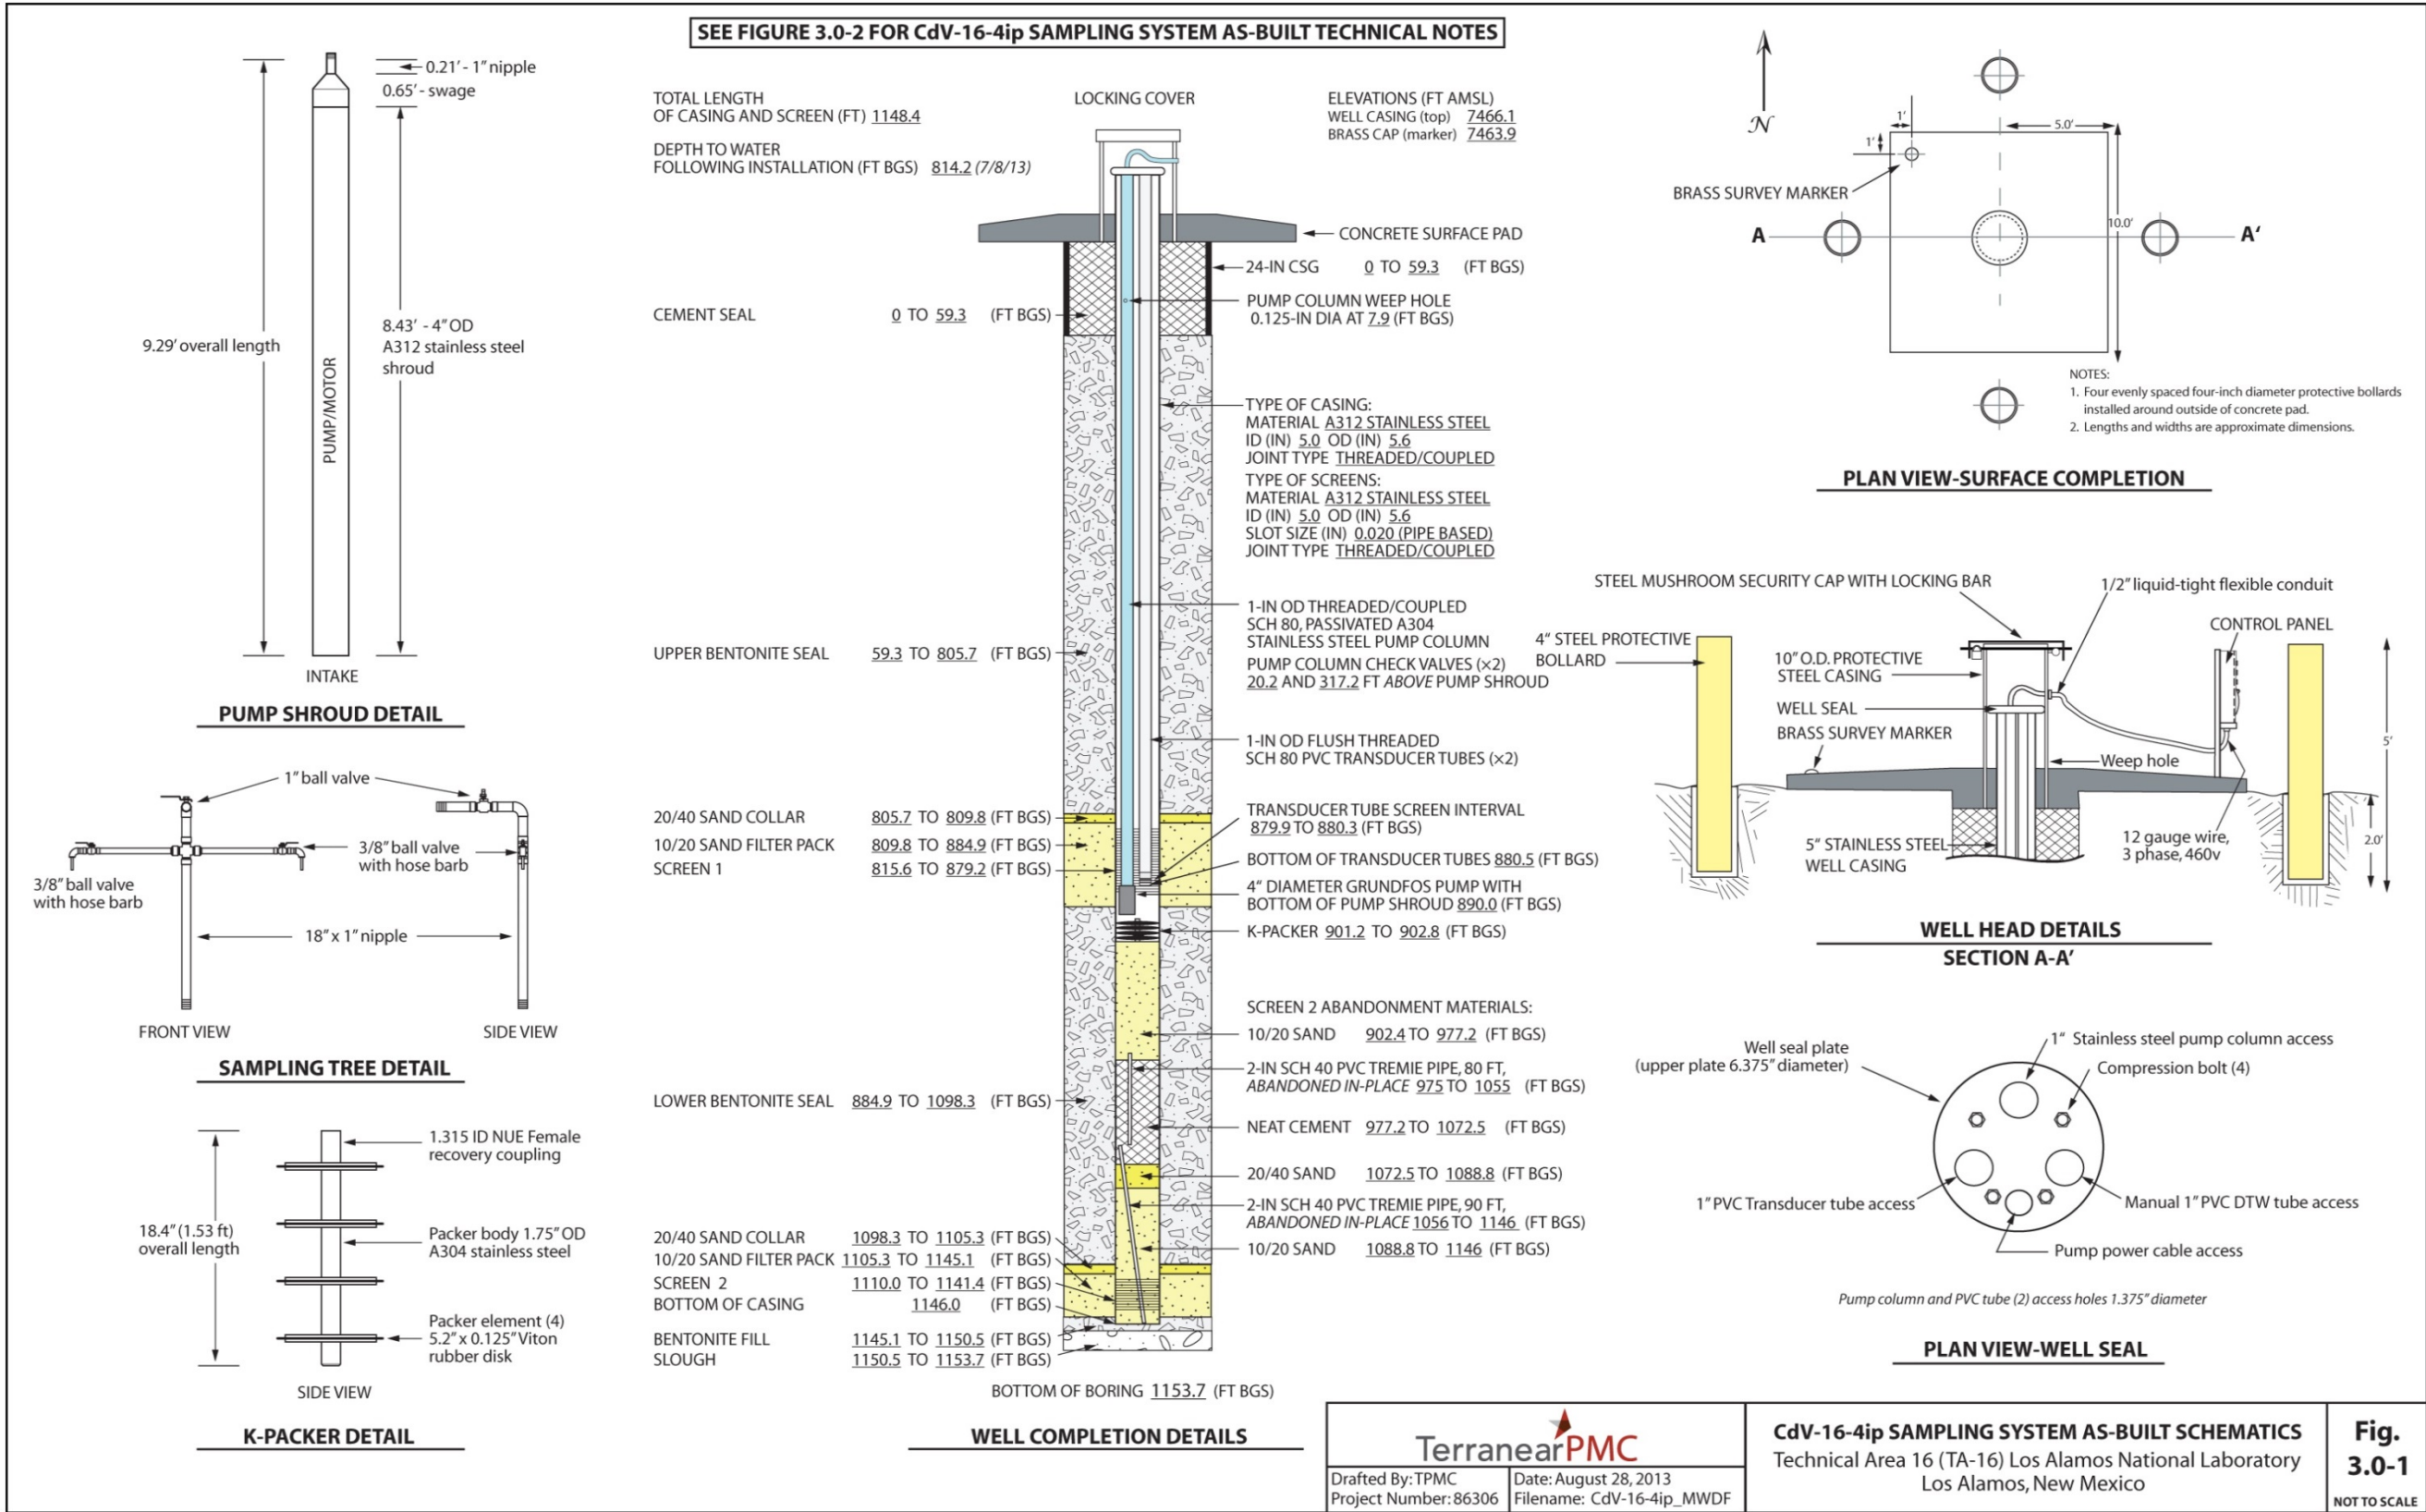 SEE FIGURE 3.0-2 FOR CdV-16-4ip SAMPLING SYSTEM AS-BUILT TECHNICAL NOTES
0.21' - 1" nipple
0.65' - swage
9.29' overall length
8.43' - 4" OD
A312 stainless steel
shroud
PUMP/MOTOR
INTAKE
PUMP SHROUD DETAIL
1" ball valve
3/8" ball valve
with hose barb
3/8" ball valve
with hose barb
18" x 1" nipple
FRONT VIEW
SIDE VIEW
SAMPLING TREE DETAIL
1.315 ID NUE Female
recovery coupling
18.4" (1.53 ft)
overall length
Packer body 1.75" OD
A304 stainless steel
Packer element (4)
5.2" x 0.125" Viton
rubber disk
SIDE VIEW
K-PACKER DETAIL
TOTAL LENGTH
OF CASING AND SCREEN (FT) 1148.4
DEPTH TO WATER
FOLLOWING INSTALLATION (FT BGS) 814.2 (7/8/13)
LOCKING COVER
ELEVATIONS (FT AMSL)
WELL CASING (top) 7466.1
BRASS CAP (marker) 7463.9
CONCRETE SURFACE PAD
24-IN CSG 0 TO 59.3 (FT BGS)
PUMP COLUMN WEEP HOLE
0.125-IN DIA AT 7.9 (FT BGS)
CEMENT SEAL 0 TO 59.3 (FT BGS)
TYPE OF CASING:
MATERIAL A312 STAINLESS STEEL
ID (IN) 5.0 OD (IN) 5.6
JOINT TYPE THREADED/COUPLED
TYPE OF SCREENS:
MATERIAL A312 STAINLESS STEEL
ID (IN) 5.0 OD (IN) 5.6
SLOT SIZE (IN) 0.020 (PIPE BASED)
JOINT TYPE THREADED/COUPLED
1-IN OD THREADED/COUPLED
SCH 80, PASSIVATED A304
STAINLESS STEEL PUMP COLUMN
PUMP COLUMN CHECK VALVES (×2)
20.2 AND 317.2 FT ABOVE PUMP SHROUD
UPPER BENTONITE SEAL 59.3 TO 805.7 (FT BGS)
1-IN OD FLUSH THREADED
SCH 80 PVC TRANSDUCER TUBES (×2)
20/40 SAND COLLAR 805.7 TO 809.8 (FT BGS)
10/20 SAND FILTER PACK 809.8 TO 884.9 (FT BGS)
SCREEN 1 815.6 TO 879.2 (FT BGS)
TRANSDUCER TUBE SCREEN INTERVAL
879.9 TO 880.3 (FT BGS)
BOTTOM OF TRANSDUCER TUBES 880.5 (FT BGS)
4" DIAMETER GRUNDFOS PUMP WITH
BOTTOM OF PUMP SHROUD 890.0 (FT BGS)
K-PACKER 901.2 TO 902.8 (FT BGS)
SCREEN 2 ABANDONMENT MATERIALS:
10/20 SAND 902.4 TO 977.2 (FT BGS)
2-IN SCH 40 PVC TREMIE PIPE, 80 FT,
ABANDONED IN-PLACE 975 TO 1055 (FT BGS)
LOWER BENTONITE SEAL 884.9 TO 1098.3 (FT BGS)
NEAT CEMENT 977.2 TO 1072.5 (FT BGS)
20/40 SAND 1072.5 TO 1088.8 (FT BGS)
2-IN SCH 40 PVC TREMIE PIPE, 90 FT,
ABANDONED IN-PLACE 1056 TO 1146 (FT BGS)
10/20 SAND 1088.8 TO 1146 (FT BGS)
20/40 SAND COLLAR 1098.3 TO 1105.3 (FT BGS)
10/20 SAND FILTER PACK 1105.3 TO 1145.1 (FT BGS)
SCREEN 2 1110.0 TO 1141.4 (FT BGS)
BOTTOM OF CASING 1146.0 (FT BGS)
BENTONITE FILL 1145.1 TO 1150.5 (FT BGS)
SLOUGH 1150.5 TO 1153.7 (FT BGS)
BOTTOM OF BORING 1153.7 (FT BGS)
WELL COMPLETION DETAILS
N
1'
1'
5.0'
10.0'
BRASS SURVEY MARKER
A
A'
NOTES:
1. Four evenly spaced four-inch diameter protective bollards
installed around outside of concrete pad.
2. Lengths and widths are approximate dimensions.
PLAN VIEW-SURFACE COMPLETION
STEEL MUSHROOM SECURITY CAP WITH LOCKING BAR
1/2" liquid-tight flexible conduit
CONTROL PANEL
4" STEEL PROTECTIVE
BOLLARD
10" O.D. PROTECTIVE
STEEL CASING
WELL SEAL
BRASS SURVEY MARKER
Weep hole
5'
2.0'
5" STAINLESS STEEL
WELL CASING
12 gauge wire,
3 phase, 460v
WELL HEAD DETAILS
SECTION A-A'
Well seal plate
(upper plate 6.375" diameter)
1" Stainless steel pump column access
Compression bolt (4)
1" PVC Transducer tube access
Manual 1" PVC DTW tube access
Pump power cable access
Pump column and PVC tube (2) access holes 1.375" diameter
PLAN VIEW-WELL SEAL
TerranearPMC
Drafted By: TPMC
Project Number: 86306
Date: August 28, 2013
Filename: CdV-16-4ip_MWDF
CdV-16-4ip SAMPLING SYSTEM AS-BUILT SCHEMATICS
Technical Area 16 (TA-16) Los Alamos National Laboratory
Los Alamos, New Mexico
Fig.
3.0-1
NOT TO SCALE